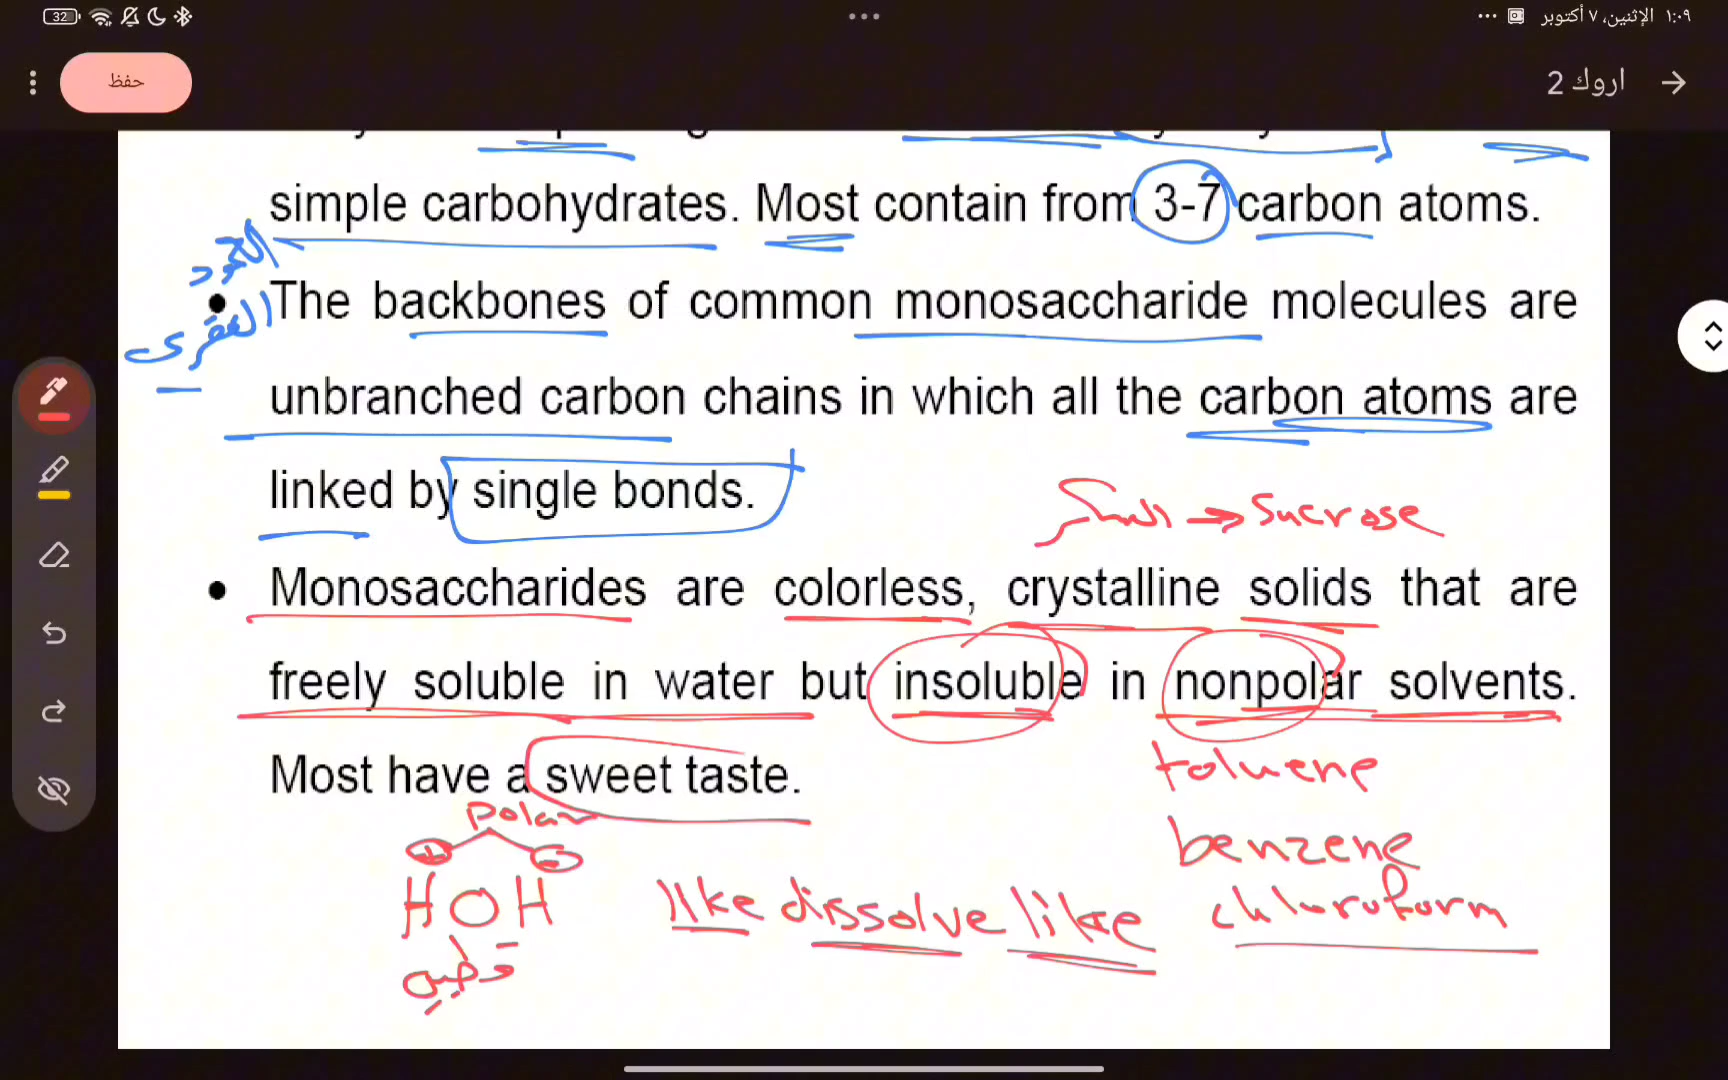 32
١:٠٩ الإثنين، ٧ أكتوبر
حفظ
اروك 2
simple carbohydrates. Most contain from 3-7 carbon atoms.
العمود
الفقرى
• The backbones of common monosaccharide molecules are
unbranched carbon chains in which all the carbon atoms are
linked by single bonds.
السكر → Sucrose
• Monosaccharides are colorless, crystalline solids that are
freely soluble in water but insoluble in nonpolar solvents.
Most have a sweet taste.
toluene
Polar
+ -
benzene
HOH
like dissolve like
chloroform
قطبيه